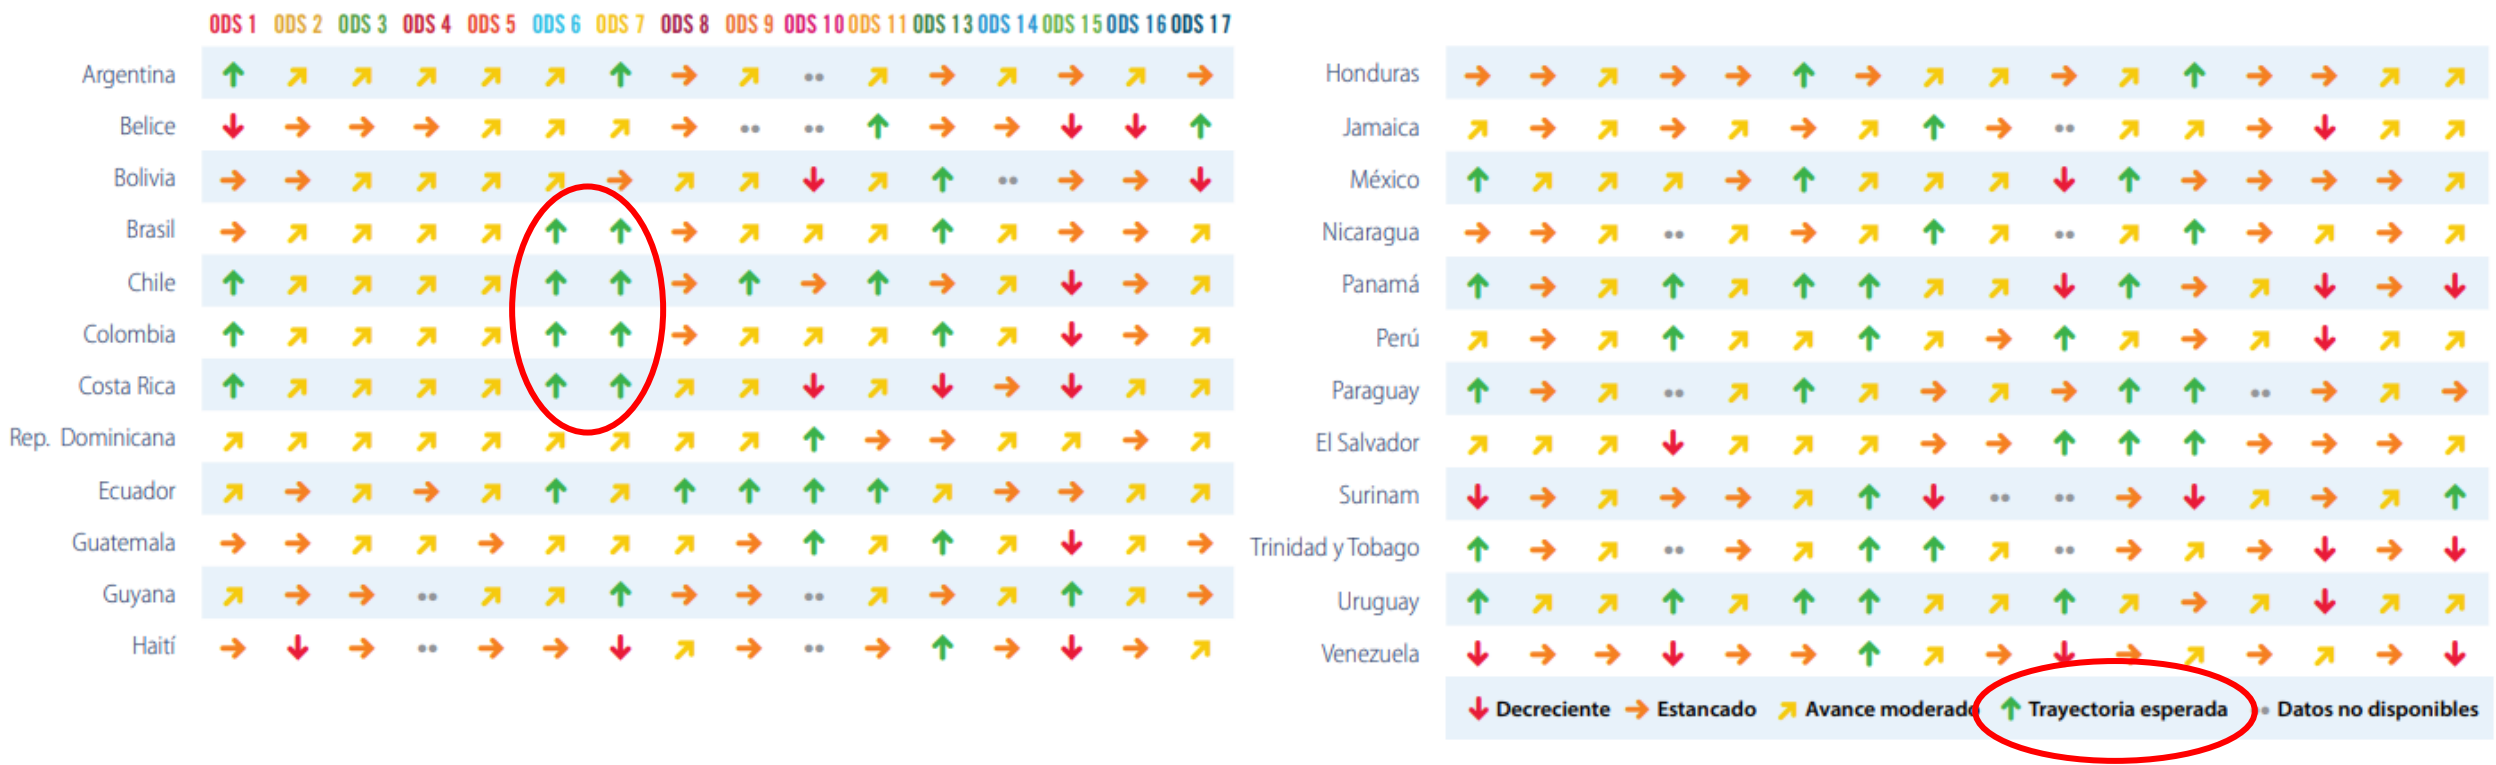 ODS 1 ODS 2 ODS 3 ODS 4 ODS 5 ODS 6 ODS 7 ODS 8 ODS 9 ODS 10 ODS 11 ODS 13 ODS 14 ODS 15 ODS 16 ODS 17
Argentina
Belice
Bolivia
Brasil
Chile
Colombia
Costa Rica
Rep. Dominicana
Ecuador
Guatemala
Guyana
Haití
Honduras
Jamaica
México
Nicaragua
Panamá
Perú
Paraguay
El Salvador
Surinam
Trinidad y Tobago
Uruguay
Venezuela
Decreciente Estancado Avance moderado Trayectoria esperada Datos no disponibles